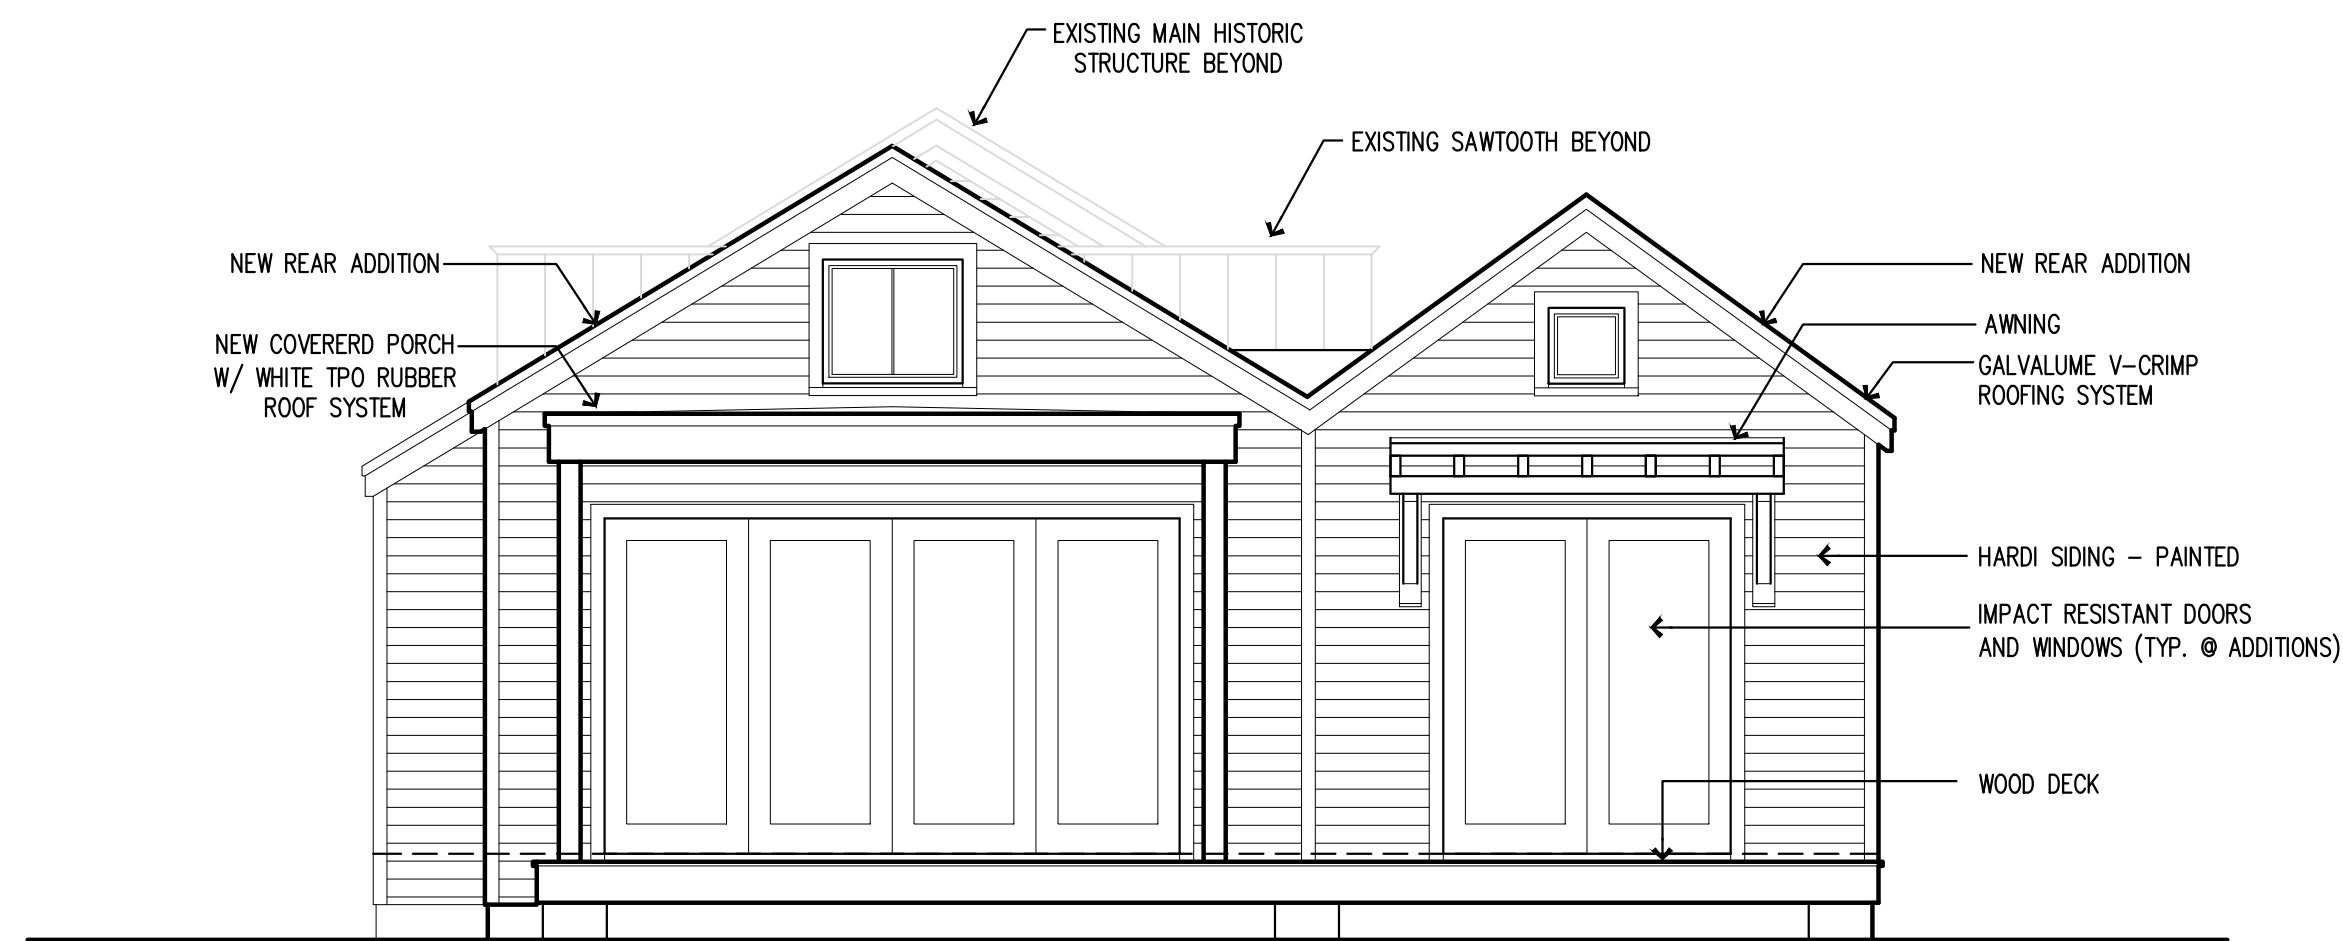 EXISTING MAIN HISTORIC
STRUCTURE BEYOND
EXISTING SAWTOOTH BEYOND
NEW REAR ADDITION
NEW COVERERD PORCH
W/ WHITE TPO RUBBER
ROOF SYSTEM
NEW REAR ADDITION
AWNING
GALVALUME V-CRIMP
ROOFING SYSTEM
HARDI SIDING - PAINTED
IMPACT RESISTANT DOORS
AND WINDOWS (TYP. @ ADDITIONS)
WOOD DECK